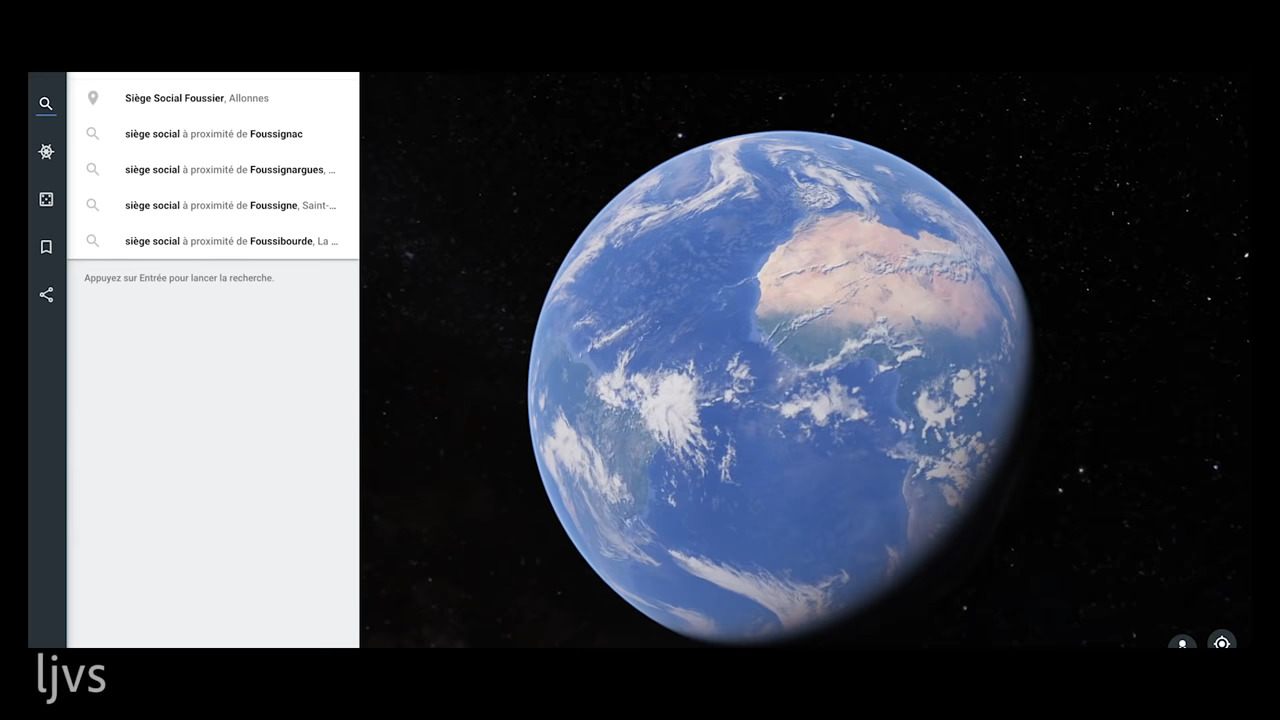 Siège Social Foussier, Allonnes
siège social à proximité de Foussignac
siège social à proximité de Foussignargues, ...
siège social à proximité de Foussigne, Saint-...
siège social à proximité de Foussibourde, La ...
Appuyez sur Entrée pour lancer la recherche.
ljvs